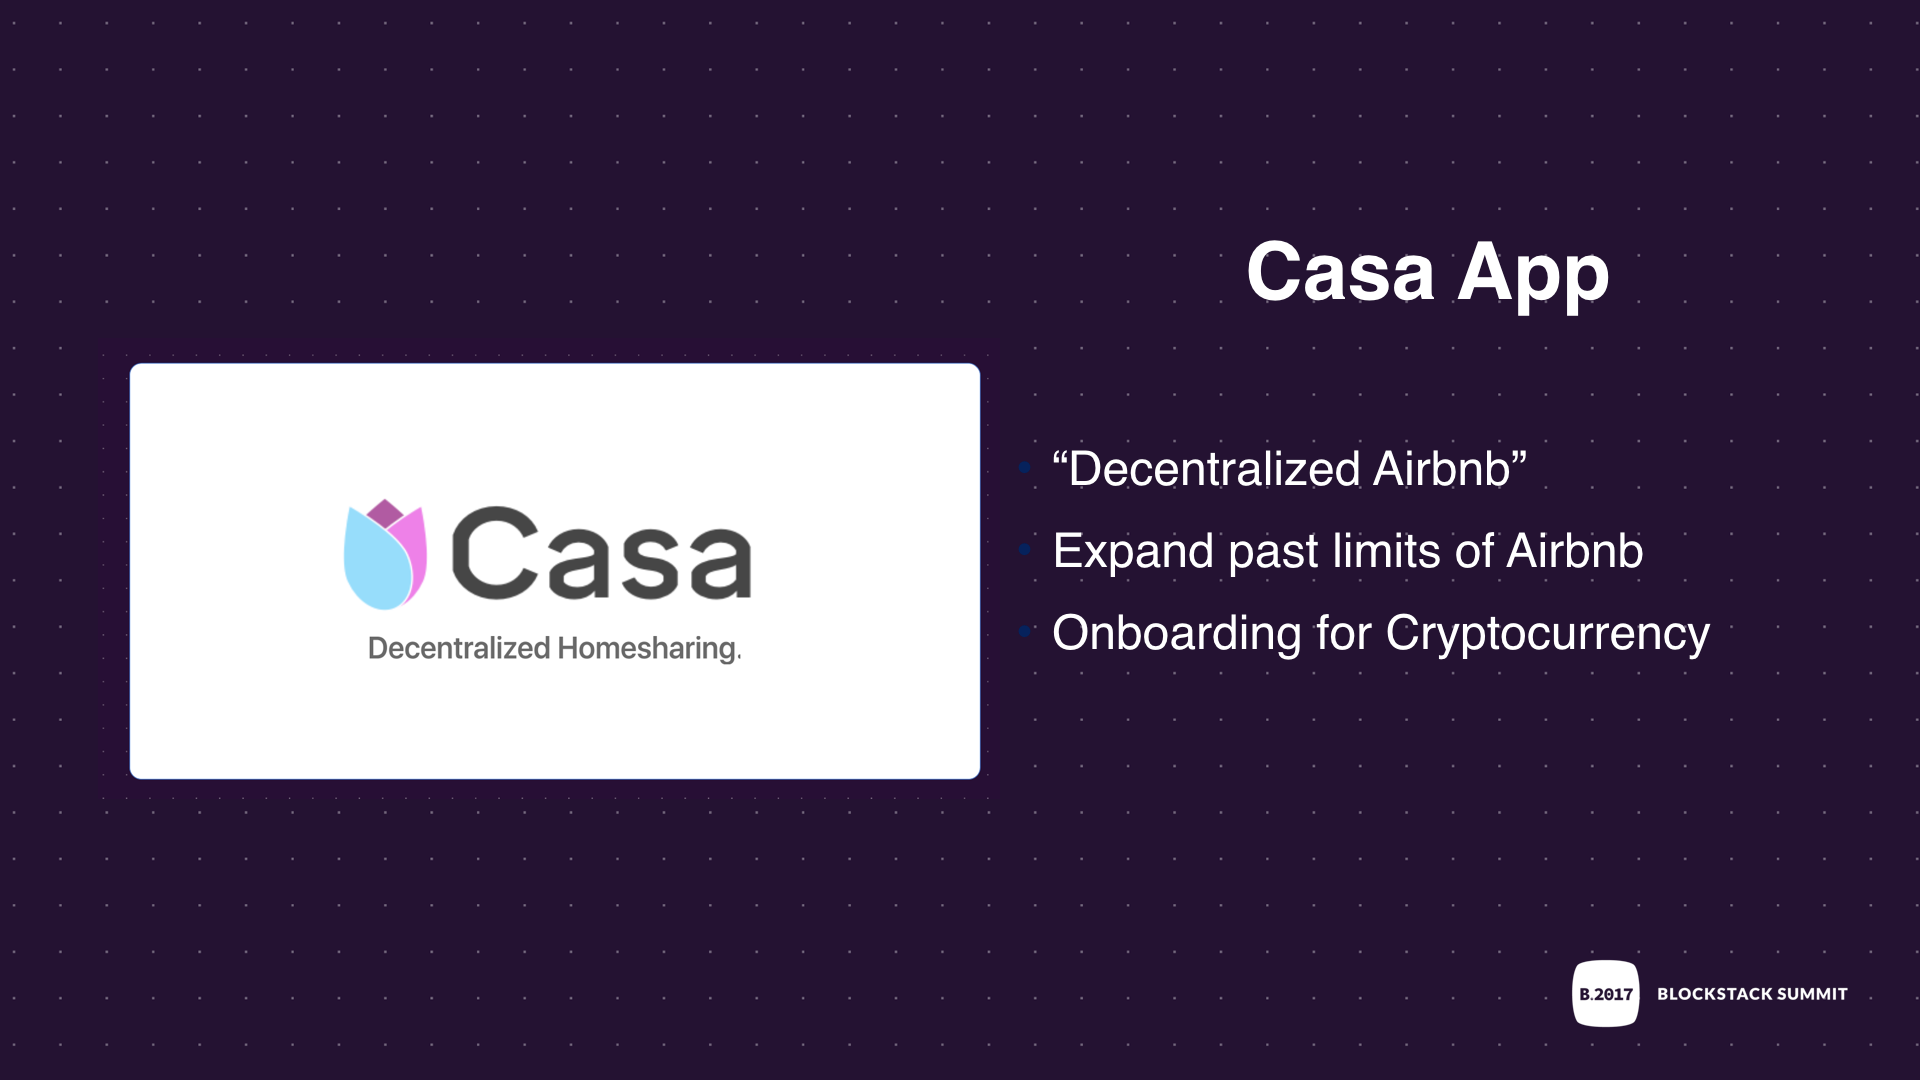 Casa App
Casa
Decentralized Homesharing.
“Decentralized Airbnb”
Expand past limits of Airbnb
Onboarding for Cryptocurrency
B.2017
BLOCKSTACK SUMMIT